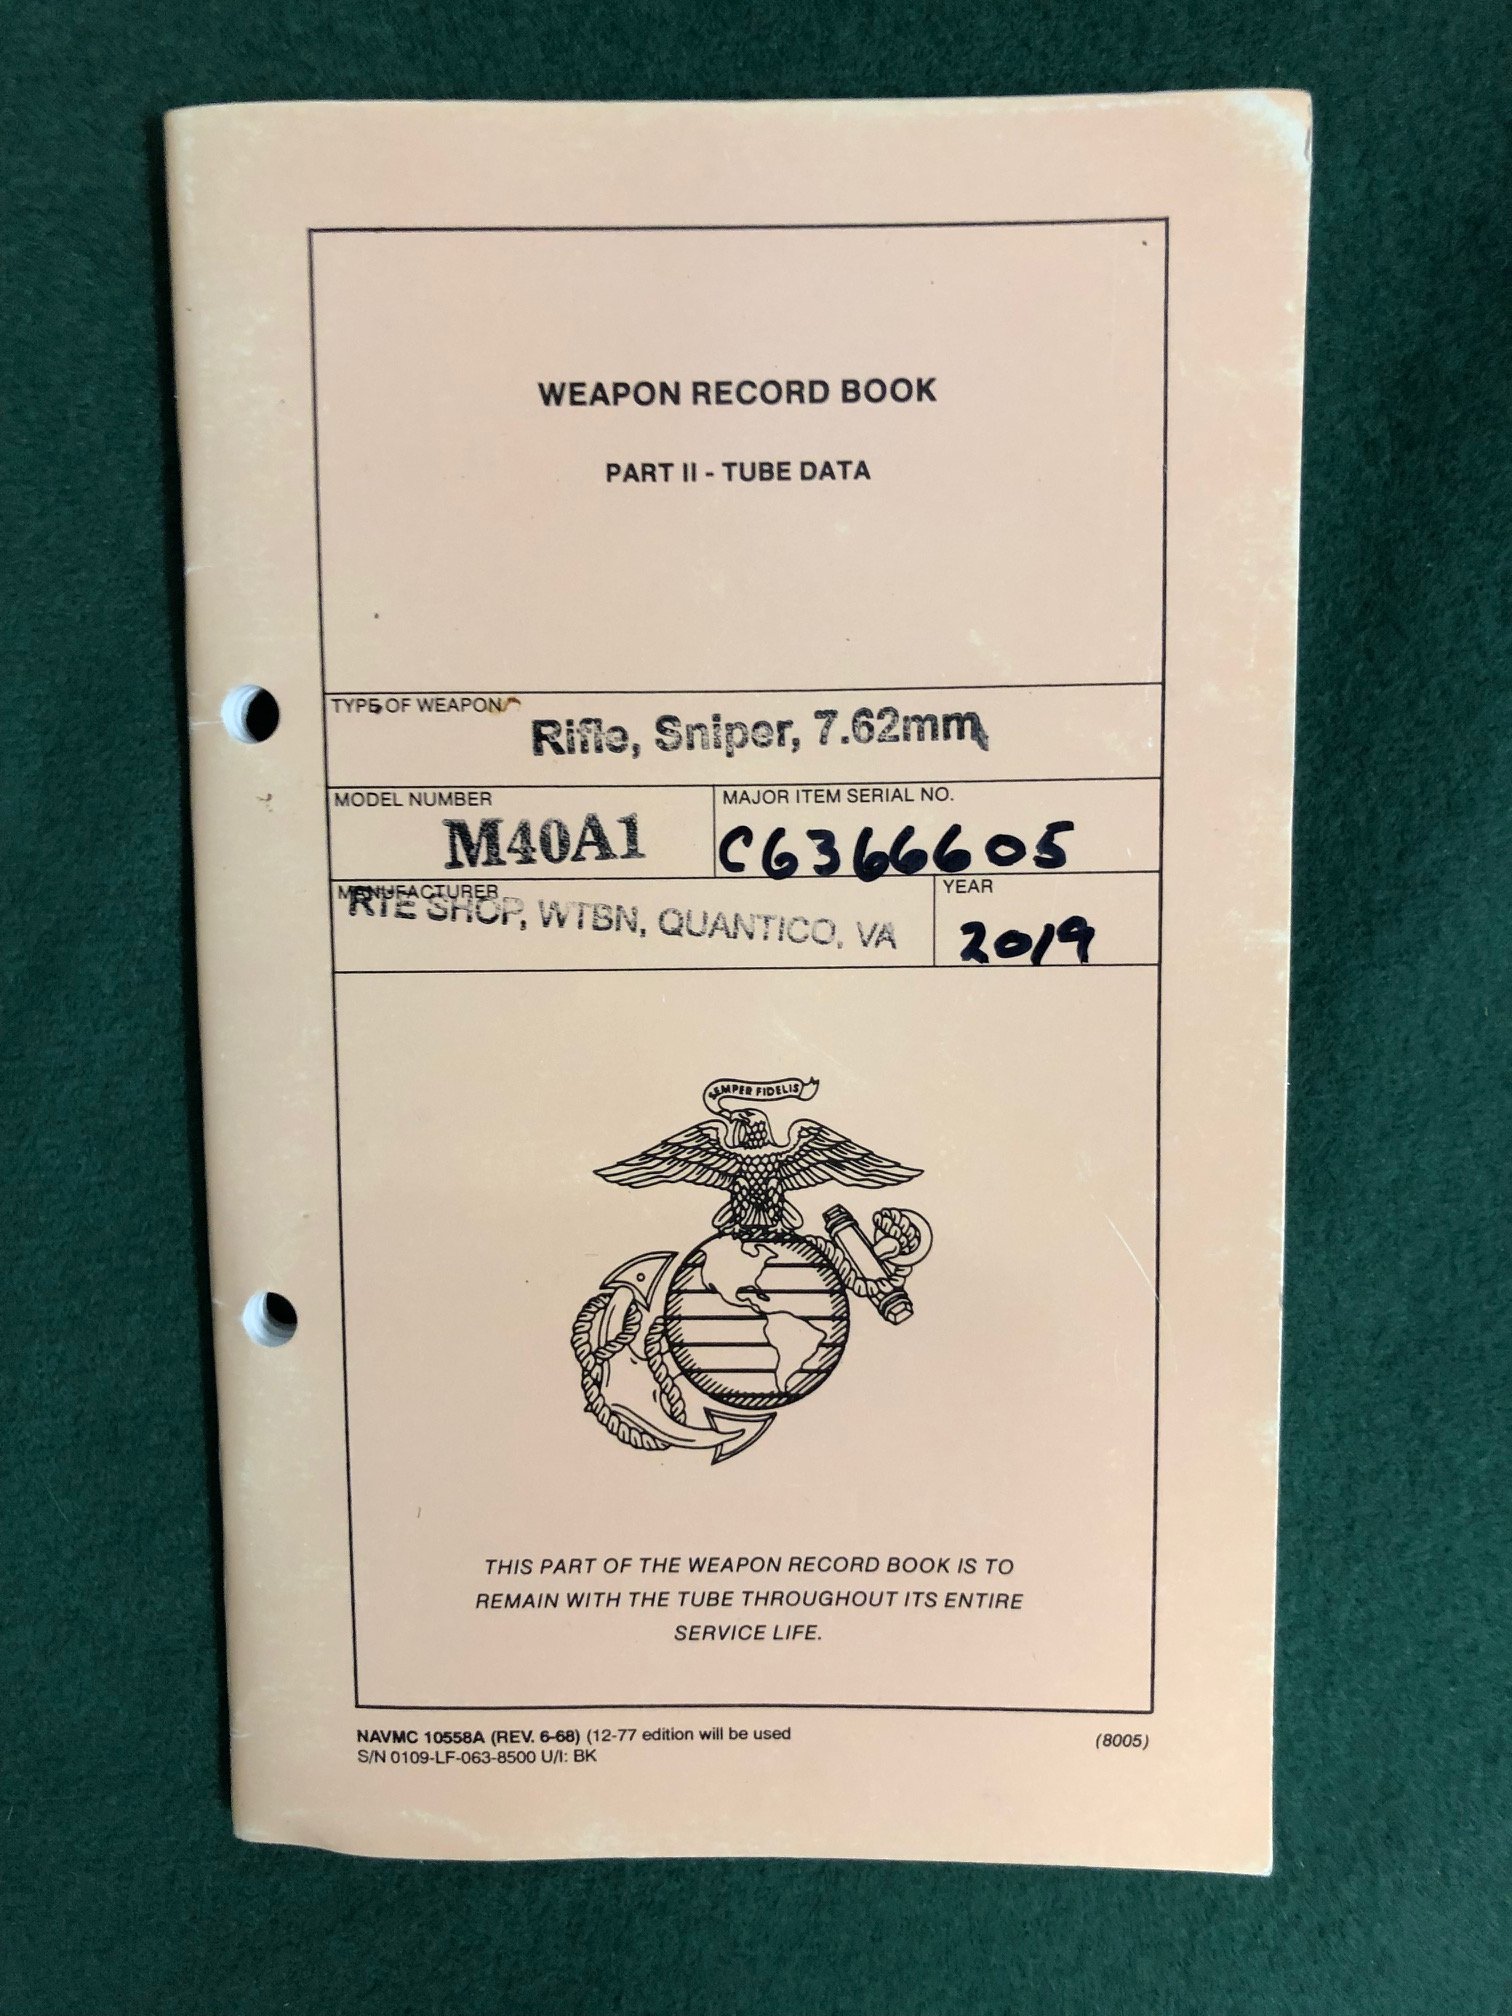 WEAPON RECORD BOOK
PART II - TUBE DATA
TYPE OF WEAPON
Rifle, Sniper, 7.62mm
MODEL NUMBER
M40A1
MAJOR ITEM SERIAL NO.
C6366605
MANUFACTURER
RTE SHOP, WTBN, QUANTICO, VA
YEAR
2019
SEMPER FIDELIS
THIS PART OF THE WEAPON RECORD BOOK IS TO
REMAIN WITH THE TUBE THROUGHOUT ITS ENTIRE
SERVICE LIFE.
NAVMC 10558A (REV. 6-68) (12-77 edition will be used
S/N 0109-LF-063-8500 U/I: BK
(8005)